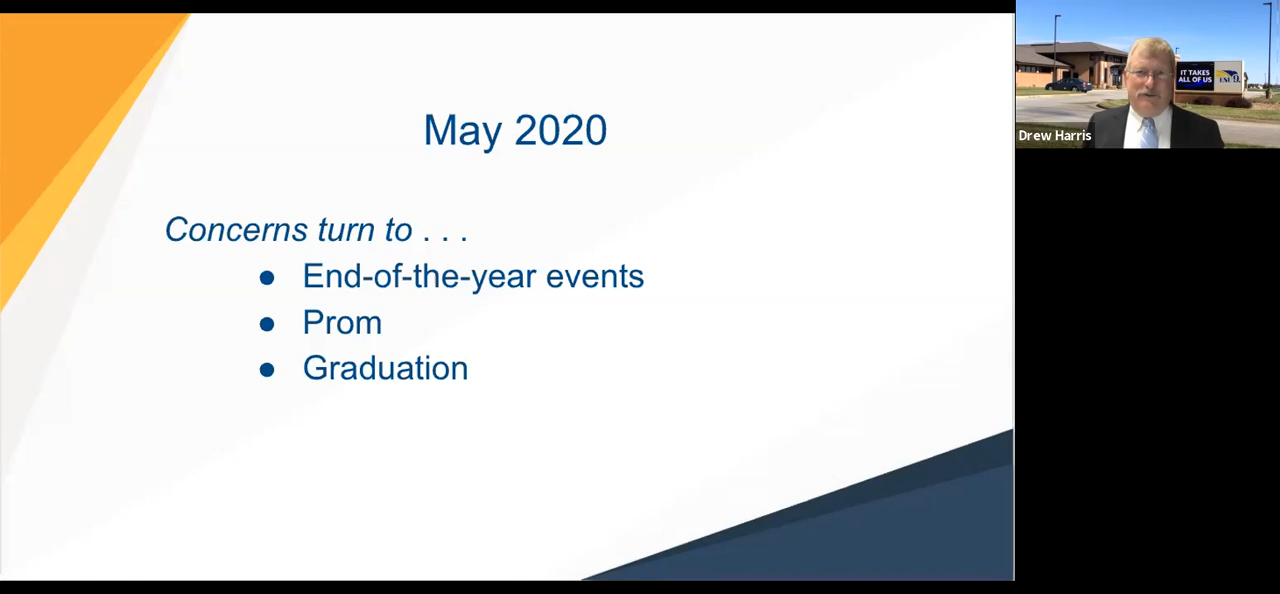 May 2020
Concerns turn to . . .
● End-of-the-year events
● Prom
● Graduation
IT TAKES
ALL OF US
Drew Harris